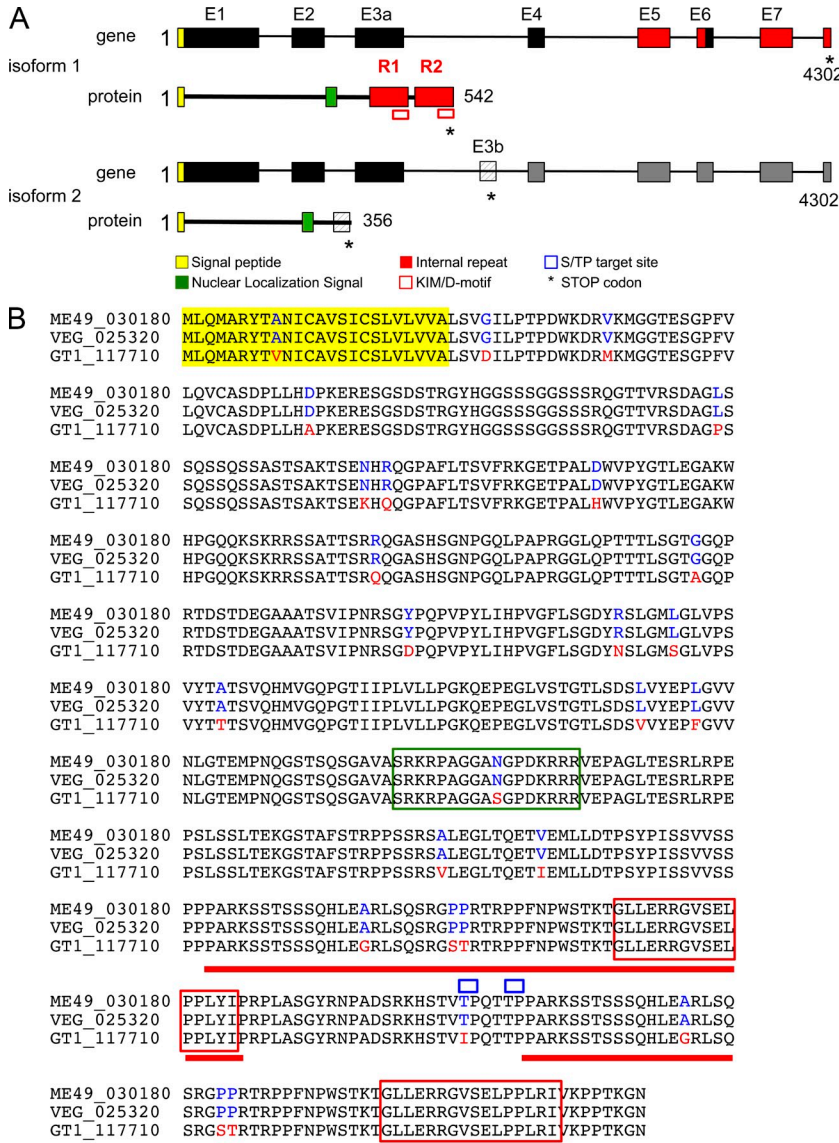 A
E1 E2 E3a E4 E5 E6 E7
gene 1
*
isoform 1
R1 R2
4302
protein 1 542
*
E3b
gene 1
*
isoform 2
4302
protein 1 356
*
Signal peptide Internal repeat S/TP target site
Nuclear Localization Signal KIM/D-motif * STOP codon
B
ME49_030180 MLQMARYTANICAVSICSLVLVVALSVGILPTPDWKDRVKMGGTESGPFV
VEG_025320 MLQMARYTANICAVSICSLVLVVALSVGILPTPDWKDRVKMGGTESGPFV
GT1_117710 MLQMARYTVNICAVSICSLVLVVALSVDILPTPDWKDRMKMGGTESGPFV
ME49_030180 LQVCASDPLLHDPKERESGSDSTRGYHGGSSSGGSSSRQGTTVRSDAGLS
VEG_025320 LQVCASDPLLHDPKERESGSDSTRGYHGGSSSGGSSSRQGTTVRSDAGLS
GT1_117710 LQVCASDPLLHAPKERESGSDSTRGYHGGSSSGGSSSRQGTTVRSDAGPS
ME49_030180 SQSSQSSASTSAKTSENHRQGPAFLTSVFRKGETPALDWVPYGTLEGAKW
VEG_025320 SQSSQSSASTSAKTSENHRQGPAFLTSVFRKGETPALDWVPYGTLEGAKW
GT1_117710 SQSSQSSASTSAKTSEKHQQGPAFLTSVFRKGETPALHWVPYGTLEGAKW
ME49_030180 HPGQQKSKRRSSATTSRRQGASHSGNPGQLPAPRGGLQPTTTLSGTGGQP
VEG_025320 HPGQQKSKRRSSATTSRRQGASHSGNPGQLPAPRGGLQPTTTLSGTGGQP
GT1_117710 HPGQQKSKRRSSATTSRQQGASHSGNPGQLPAPRGGLQPTTTLSGTAGQP
ME49_030180 RTDSTDEGAAATSVIPNRSGYPQPVPYLIHPVGFLSGDYRSLGMLGLVPS
VEG_025320 RTDSTDEGAAATSVIPNRSGYPQPVPYLIHPVGFLSGDYRSLGMLGLVPS
GT1_117710 RTDSTDEGAAATSVIPNRSGDPQPVPYLIHPVGFLSGDYNSLGMSGLVPS
ME49_030180 VYTATSVQHMVGQPGTIIPLVLLPGKQEPEGLVSTGTLSDSLVYEPLGVV
VEG_025320 VYTATSVQHMVGQPGTIIPLVLLPGKQEPEGLVSTGTLSDSLVYEPLGVV
GT1_117710 VYTTTSVQHMVGQPGTIIPLVLLPGKQEPEGLVSTGTLSDSVVYEPFGVV
ME49_030180 NLGTEMPNQGSTSQSGAVASRKRPAGGANGPDKRRRVEPAGLTESRLRPE
VEG_025320 NLGTEMPNQGSTSQSGAVASRKRPAGGANGPDKRRRVEPAGLTESRLRPE
GT1_117710 NLGTEMPNQGSTSQSGAVASRKRPAGGASGPDKRRRVEPAGLTESRLRPE
ME49_030180 PSLSSLTEKGSTAFSTRPPSSRSALEGLTQETVEMLLDTPSYPISSVVSS
VEG_025320 PSLSSLTEKGSTAFSTRPPSSRSALEGLTQETVEMLLDTPSYPISSVVSS
GT1_117710 PSLSSLTEKGSTAFSTRPPSSRSVLEGLTQETIEMLLDTPSYPISSVVSS
ME49_030180 PPPARKSSTSSSQHLEARLSQSRGPPRTRPPFNPWSTKTGLLERRGVSEL
VEG_025320 PPPARKSSTSSSQHLEARLSQSRGPPRTRPPFNPWSTKTGLLERRGVSEL
GT1_117710 PPPARKSSTSSSQHLEGRLSQSRGSTRTRPPFNPWSTKTGLLERRGVSEL
ME49_030180 PPLYIPRPLASGYRNPADSRKHSTVTPQTTPPARKSSTSSSQHLEARLSQ
VEG_025320 PPLYIPRPLASGYRNPADSRKHSTVTPQTTPPARKSSTSSSQHLEARLSQ
GT1_117710 PPLYIPRPLASGYRNPADSRKHSTVIPQTTPPARKSSTSSSQHLEGRLSQ
ME49_030180 SRGPPRTRPPFNPWSTKTGLLERRGVSELPPLRIVKPPTKGN
VEG_025320 SRGPPRTRPPFNPWSTKTGLLERRGVSELPPLRIVKPPTKGN
GT1_117710 SRGSTRTRPPFNPWSTKTGLLERRGVSELPPLRIVKPPTKGN